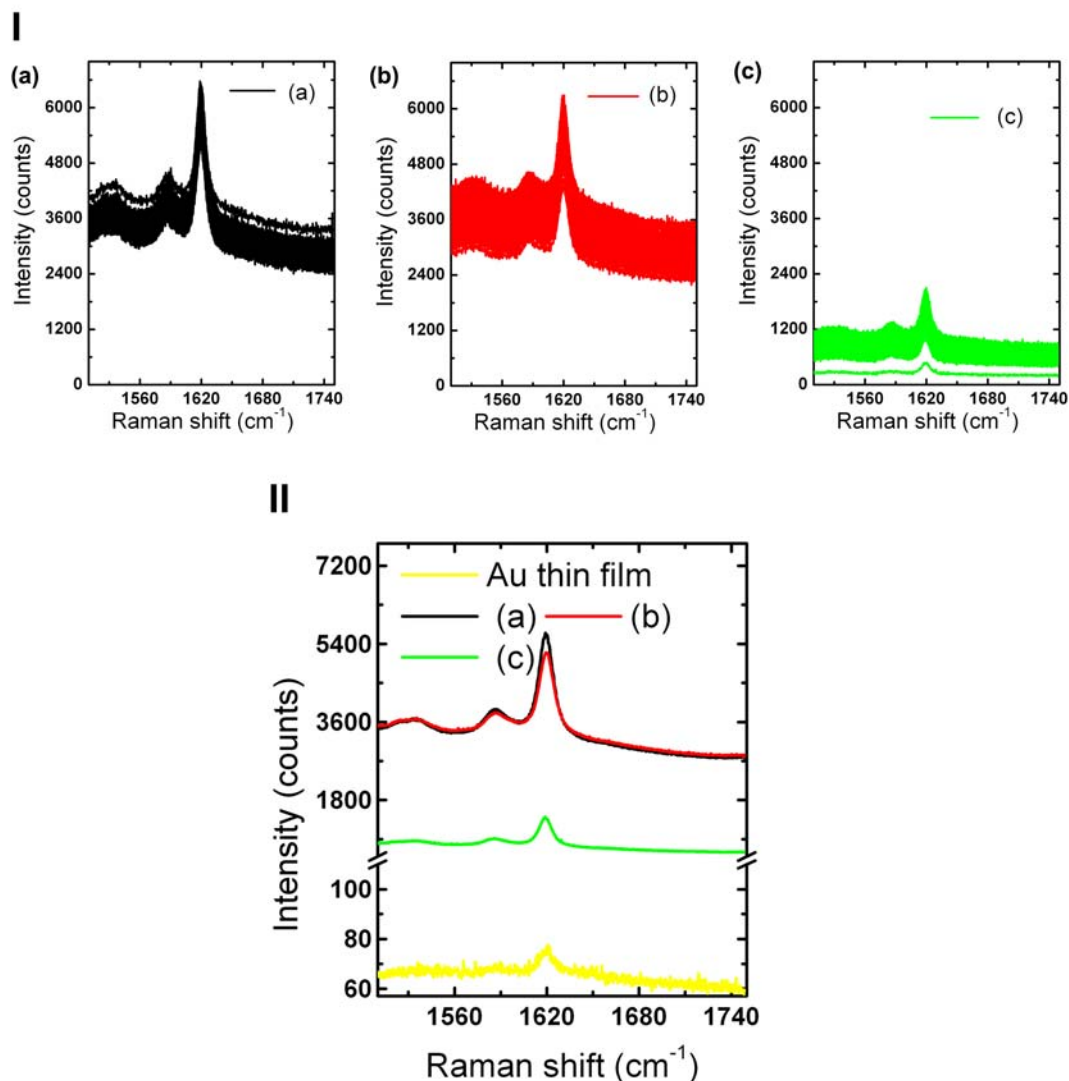 I
(a)
(a)
Intensity (counts)
6000
4800
3600
2400
1200
0
1560 1620 1680 1740
Raman shift (cm⁻¹)
(b)
(b)
Intensity (counts)
6000
4800
3600
2400
1200
0
1560 1620 1680 1740
Raman shift (cm⁻¹)
(c)
(c)
Intensity (counts)
6000
4800
3600
2400
1200
0
1560 1620 1680 1740
Raman shift (cm⁻¹)
II
Au thin film
(a) (b)
(c)
Intensity (counts)
7200
5400
3600
1800
100
80
60
1560 1620 1680 1740
Raman shift (cm⁻¹)